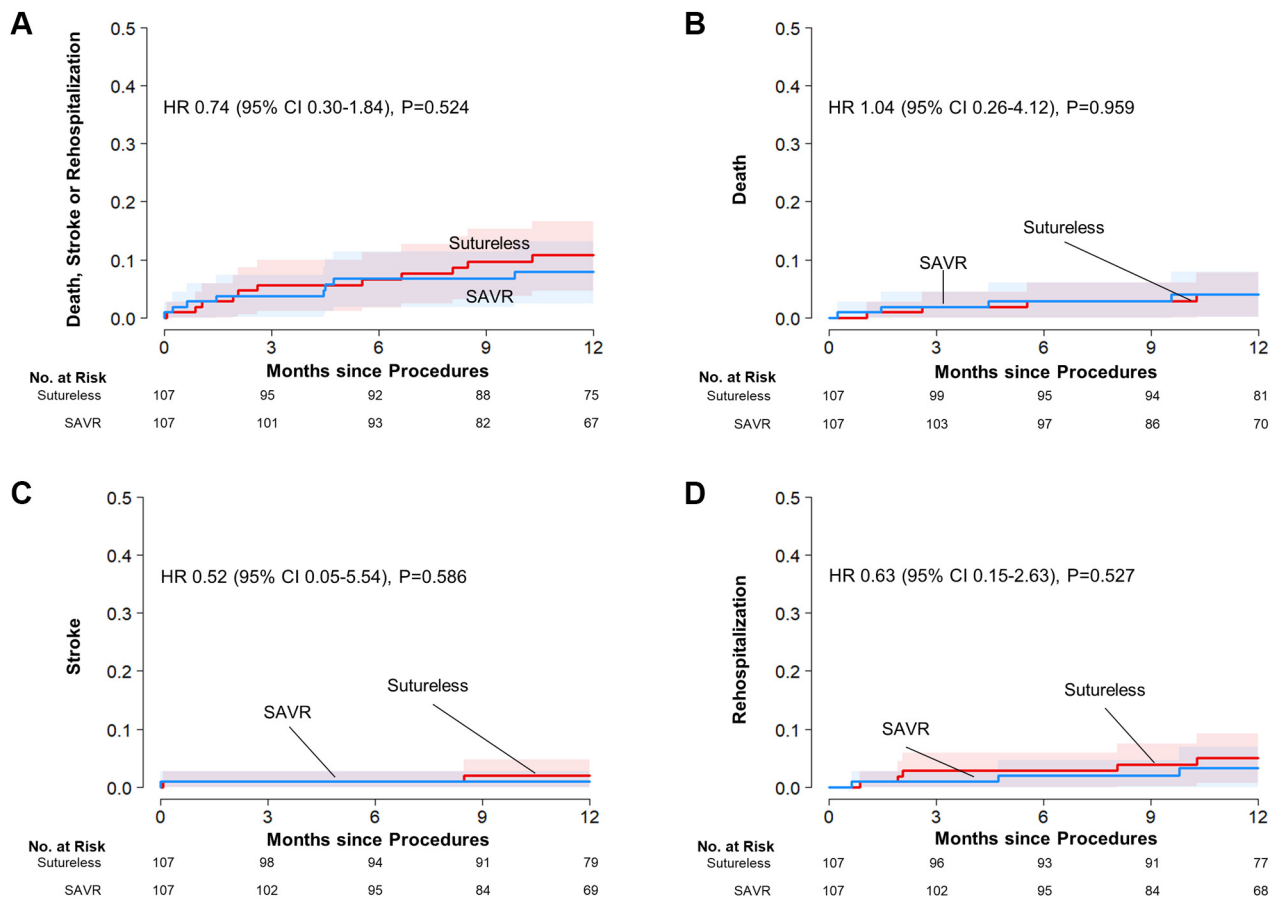 A
Death, Stroke or Rehospitalization
0.5
0.4
0.3
0.2
0.1
0.0
HR 0.74 (95% CI 0.30-1.84), P=0.524
Sutureless
SAVR
0 3 6 9 12
Months since Procedures
No. at Risk
Sutureless 107 95 92 88 75
SAVR 107 101 93 82 67
B
Death
0.5
0.4
0.3
0.2
0.1
0.0
HR 1.04 (95% CI 0.26-4.12), P=0.959
Sutureless
SAVR
0 3 6 9 12
Months since Procedures
No. at Risk
Sutureless 107 99 95 94 81
SAVR 107 103 97 86 70
C
Stroke
0.5
0.4
0.3
0.2
0.1
0.0
HR 0.52 (95% CI 0.05-5.54), P=0.586
Sutureless
SAVR
0 3 6 9 12
Months since Procedures
No. at Risk
Sutureless 107 98 94 91 79
SAVR 107 102 95 84 69
D
Rehospitalization
0.5
0.4
0.3
0.2
0.1
0.0
HR 0.63 (95% CI 0.15-2.63), P=0.527
Sutureless
SAVR
0 3 6 9 12
Months since Procedures
No. at Risk
Sutureless 107 96 93 91 77
SAVR 107 102 95 84 68